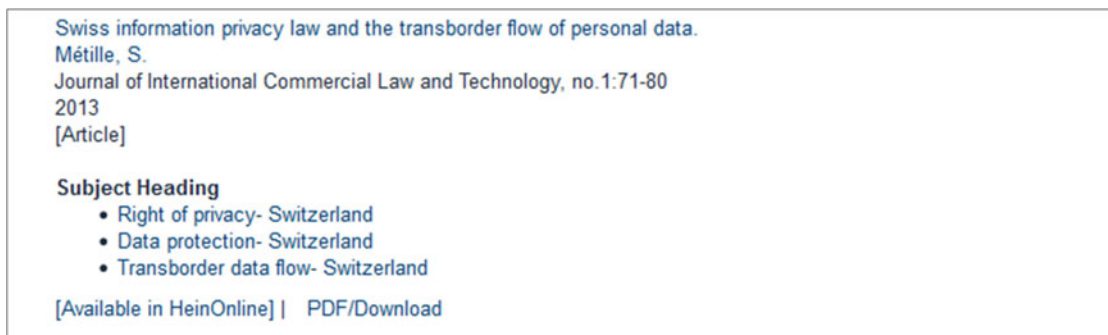 Swiss information privacy law and the transborder flow of personal data.
Métille, S.
Journal of International Commercial Law and Technology, no.1:71-80
2013
[Article]
Subject Heading
• Right of privacy- Switzerland
• Data protection- Switzerland
• Transborder data flow- Switzerland
[Available in HeinOnline] | PDF/Download